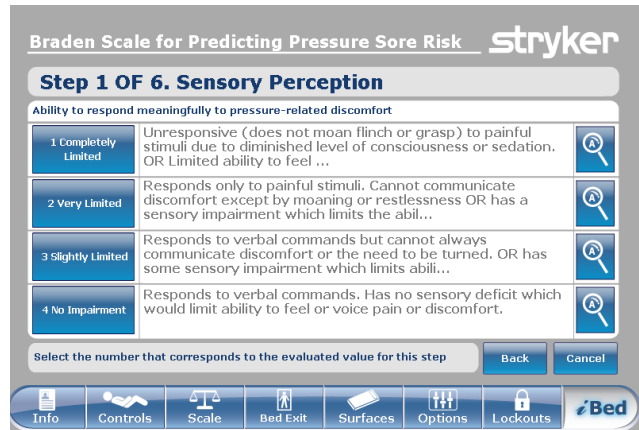 Braden Scale for Predicting Pressure Sore Risk stryker
Step 1 OF 6. Sensory Perception
Ability to respond meaningfully to pressure-related discomfort
1 Completely
Limited
Unresponsive (does not moan flinch or grasp) to painful
stimuli due to diminished level of consciousness or sedation.
OR Limited ability to feel ...
A
2 Very Limited
Responds only to painful stimuli. Cannot communicate
discomfort except by moaning or restlessness OR has a
sensory impairment which limits the abil...
A
3 Slightly Limited
Responds to verbal commands but cannot always
communicate discomfort or the need to be turned. OR has
some sensory impairment which limits abili...
A
4 No Impairment
Responds to verbal commands. Has no sensory deficit which
would limit ability to feel or voice pain or discomfort.
A
Select the number that corresponds to the evaluated value for this step
Back
Cancel
Info Controls Scale Bed Exit Surfaces Options Lockouts iBed